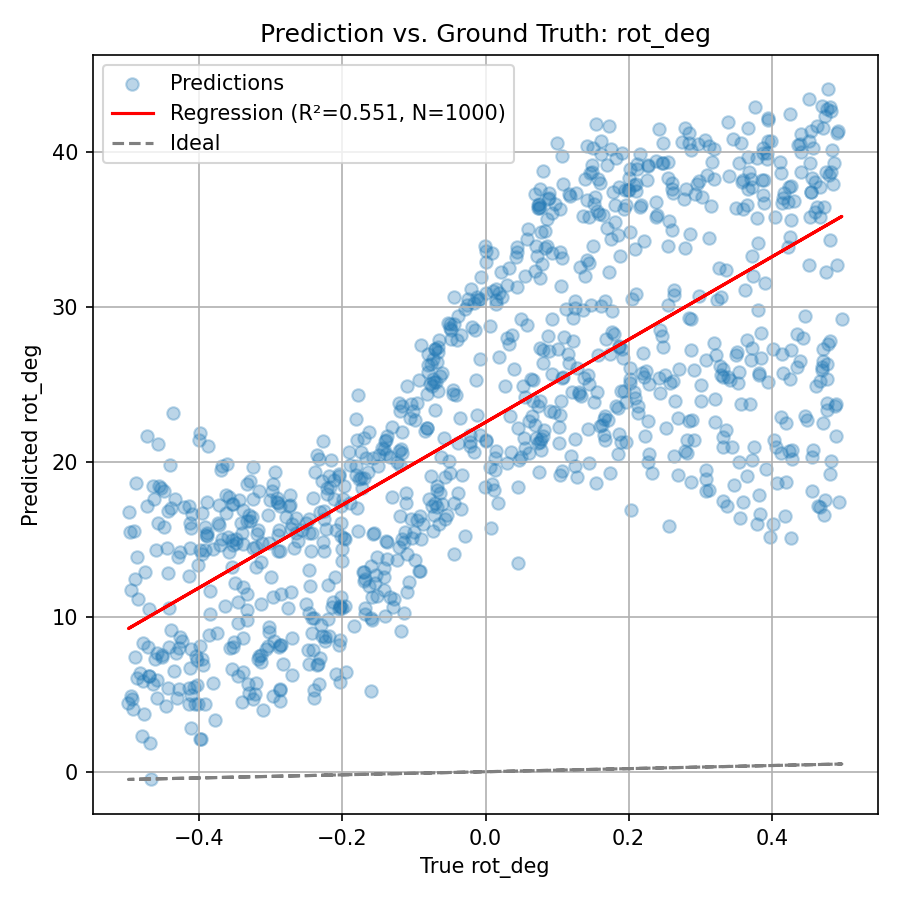 Prediction vs. Ground Truth: rot_deg
Predictions
Regression (R²=0.551, N=1000)
Ideal
Predicted rot_deg
40
30
20
10
0
−0.4
−0.2
0.0
0.2
0.4
True rot_deg